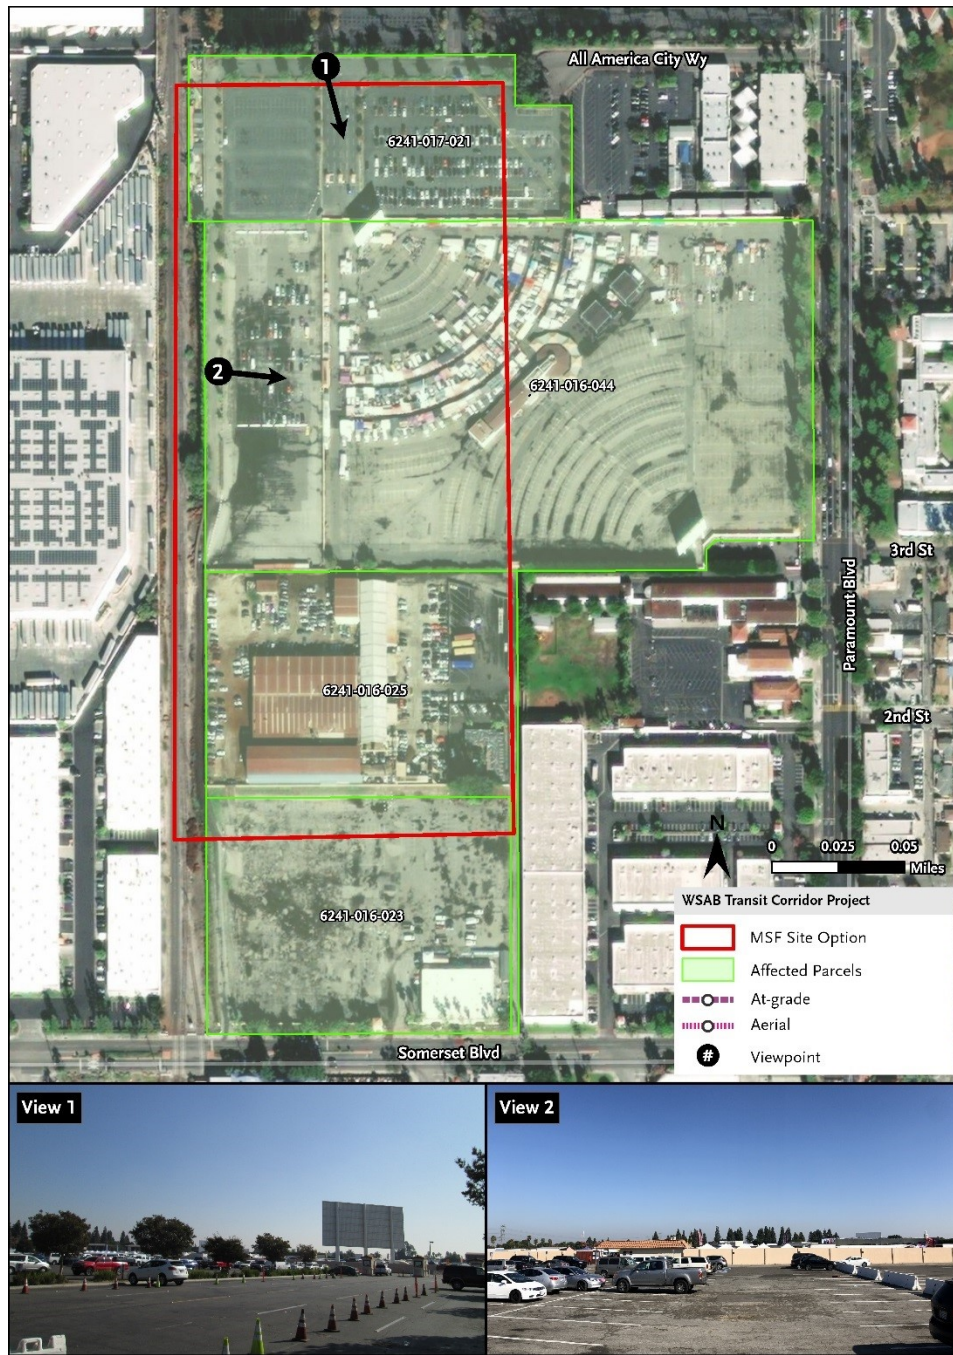 All America City Wy
1
6241-017-021
2
6241-016-044
3rd St
Paramount Blvd
6241-016-025
2nd St
N
0 0.025 0.05
Miles
WSAB Transit Corridor Project
6241-016-023
MSF Site Option
Affected Parcels
At-grade
Aerial
# Viewpoint
Somerset Blvd
View 1
View 2